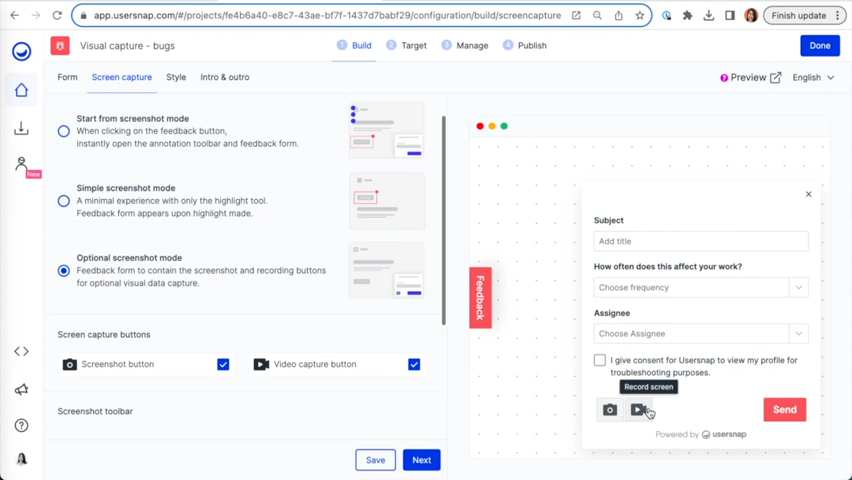 app.usersnap.com/#/projects/fe4b6a40-e8c7-43ae-bf7f-1437d7babf29/configuration/build/screencapture
Finish update
Visual capture - bugs
1 Build
2 Target
3 Manage
4 Publish
Done
Form
Screen capture
Style
Intro & outro
Preview
English
New
Start from screenshot mode
When clicking on the feedback button,
instantly open the annotation toolbar and feedback form.
Simple screenshot mode
A minimal experience with only the highlight tool.
Feedback form appears upon highlight made.
Optional screenshot mode
Feedback form to contain the screenshot and recording buttons
for optional visual data capture.
Screen capture buttons
Screenshot button
Video capture button
Screenshot toolbar
Save
Next
Feedback
Subject
Add title
How often does this affect your work?
Choose frequency
Assignee
Choose Assignee
I give consent for Usersnap to view my profile for
troubleshooting purposes.
Record screen
Send
Powered by usersnap